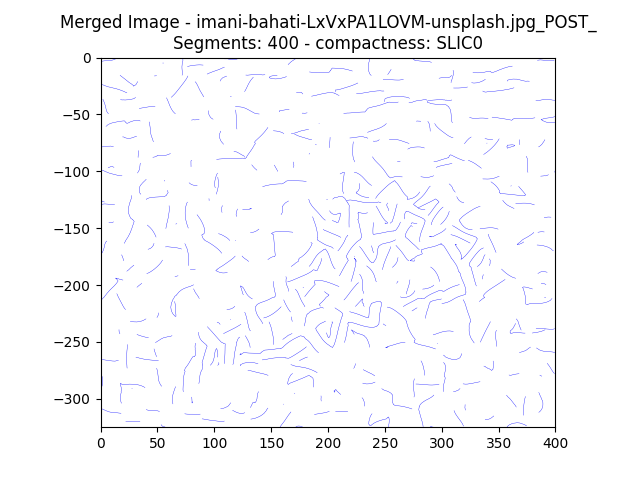 Merged Image - imani-bahati-LxVxPA1LOVM-unsplash.jpg_POST_
Segments: 400 - compactness: SLIC0
0
−50
−100
−150
−200
−250
−300
0 50 100 150 200 250 300 350 400